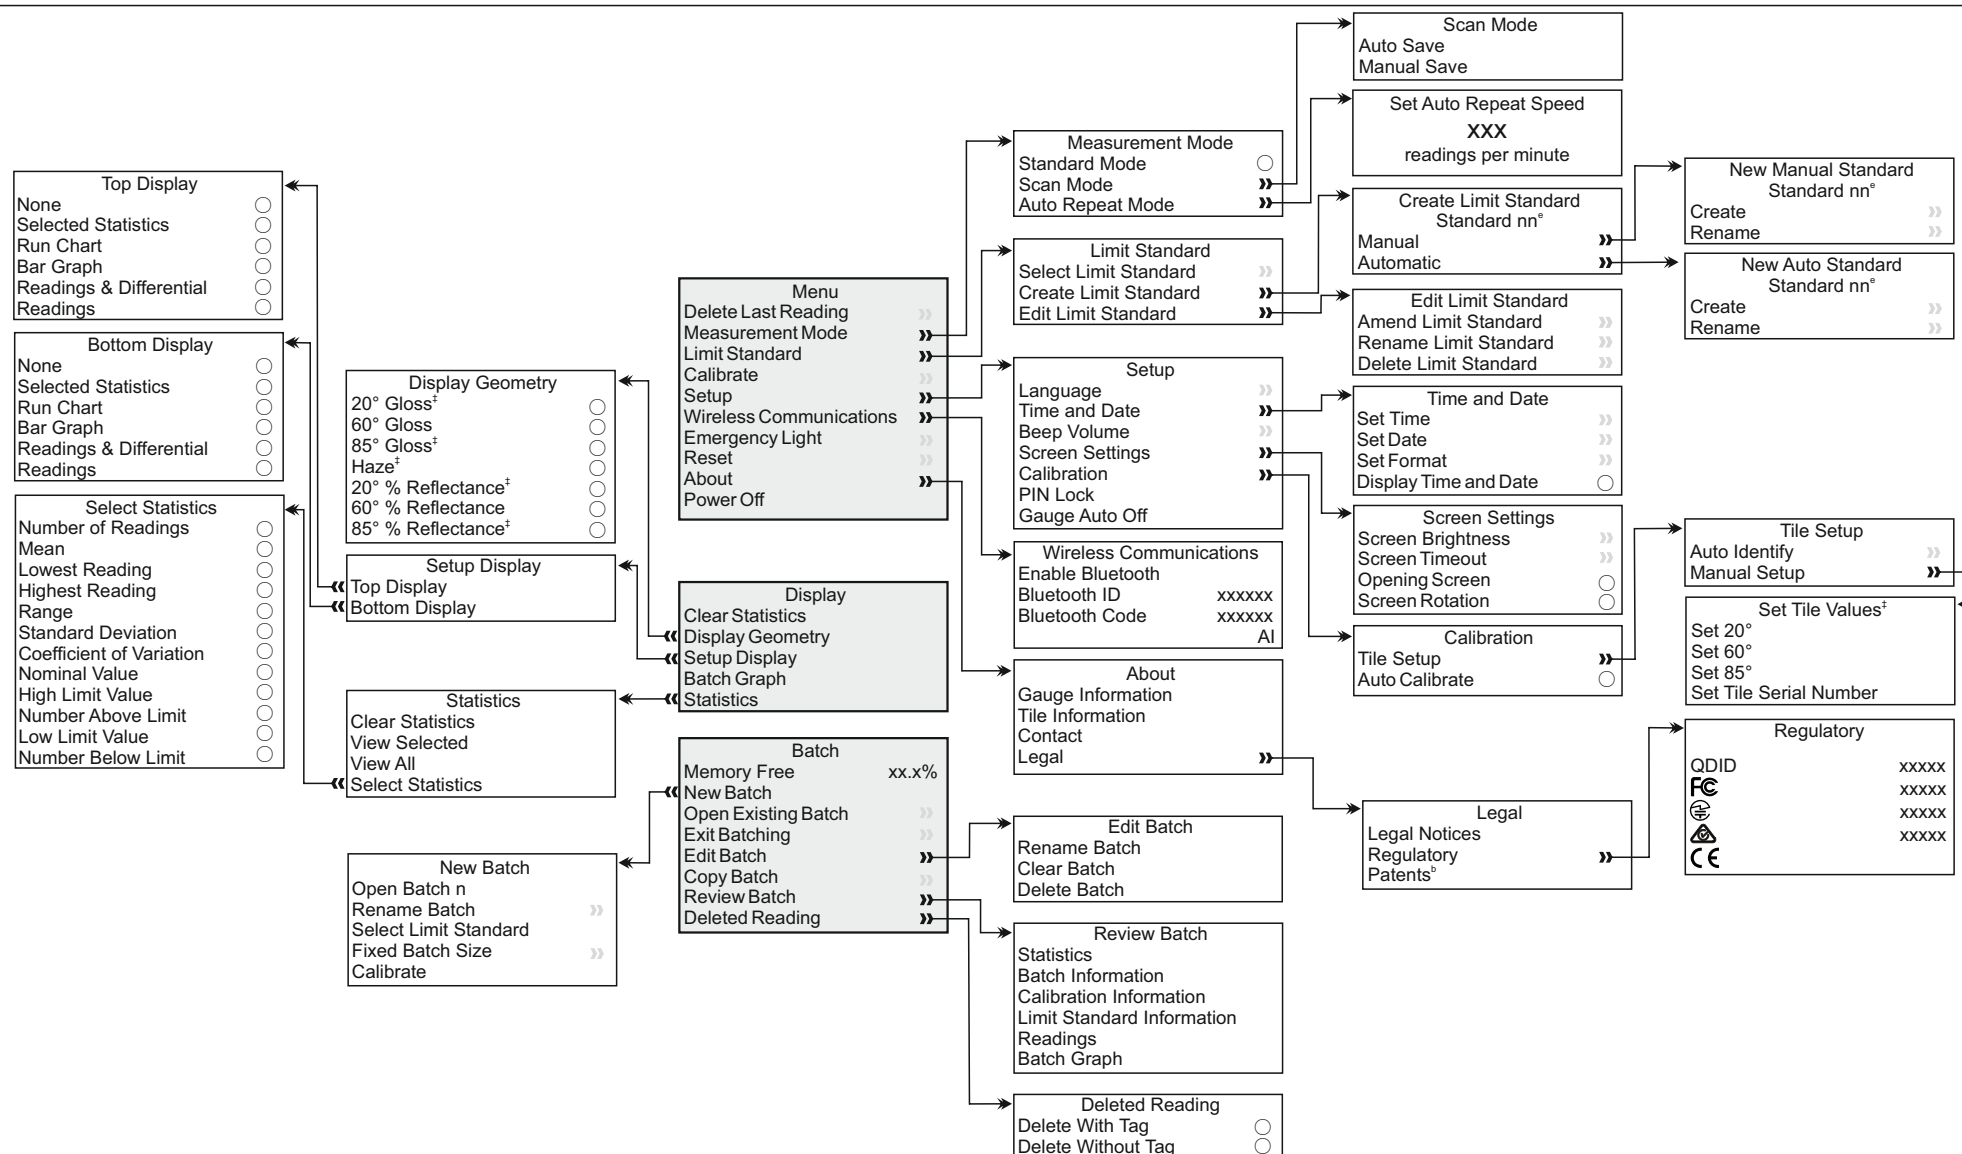 Top Display
None
Selected Statistics
Run Chart
Bar Graph
Readings & Differential
Readings
Bottom Display
None
Selected Statistics
Run Chart
Bar Graph
Readings & Differential
Readings
Select Statistics
Number of Readings
Mean
Lowest Reading
Highest Reading
Range
Standard Deviation
Coefficient of Variation
Nominal Value
High Limit Value
Number Above Limit
Low Limit Value
Number Below Limit
Display Geometry
20° Gloss‡
60° Gloss
85° Gloss‡
Haze‡
20° % Reflectance‡
60° % Reflectance
85° % Reflectance‡
Setup Display
Top Display
Bottom Display
Statistics
Clear Statistics
View Selected
View All
Select Statistics
New Batch
Open Batch n
Rename Batch
Select Limit Standard
Fixed Batch Size
Calibrate
Menu
Delete Last Reading
Measurement Mode
Limit Standard
Calibrate
Setup
Wireless Communications
Emergency Light
Reset
About
Power Off
Display
Clear Statistics
Display Geometry
Setup Display
Batch Graph
Statistics
Batch
Memory Free xx.x%
New Batch
Open Existing Batch
Exit Batching
Edit Batch
Copy Batch
Review Batch
Deleted Reading
Measurement Mode
Standard Mode
Scan Mode
Auto Repeat Mode
Limit Standard
Select Limit Standard
Create Limit Standard
Edit Limit Standard
Setup
Language
Time and Date
Beep Volume
Screen Settings
Calibration
PIN Lock
Gauge Auto Off
Wireless Communications
Enable Bluetooth
Bluetooth ID xxxxxx
Bluetooth Code xxxxxx
AI
About
Gauge Information
Tile Information
Contact
Legal
Edit Batch
Rename Batch
Clear Batch
Delete Batch
Review Batch
Statistics
Batch Information
Calibration Information
Limit Standard Information
Readings
Batch Graph
Deleted Reading
Delete With Tag
Delete Without Tag
Scan Mode
Auto Save
Manual Save
Set Auto Repeat Speed
XXX
readings per minute
Create Limit Standard
Standard nnᵉ
Manual
Automatic
Edit Limit Standard
Amend Limit Standard
Rename Limit Standard
Delete Limit Standard
Time and Date
Set Time
Set Date
Set Format
Display Time and Date
Screen Settings
Screen Brightness
Screen Timeout
Opening Screen
Screen Rotation
Calibration
Tile Setup
Auto Calibrate
Legal
Legal Notices
Regulatory
Patentsᵇ
New Manual Standard
Standard nnᵉ
Create
Rename
New Auto Standard
Standard nnᵉ
Create
Rename
Tile Setup
Auto Identify
Manual Setup
Set Tile Values‡
Set 20°
Set 60°
Set 85°
Set Tile Serial Number
Regulatory
QDID xxxxx
FC xxxxx
xxxxx
xxxxx
CE